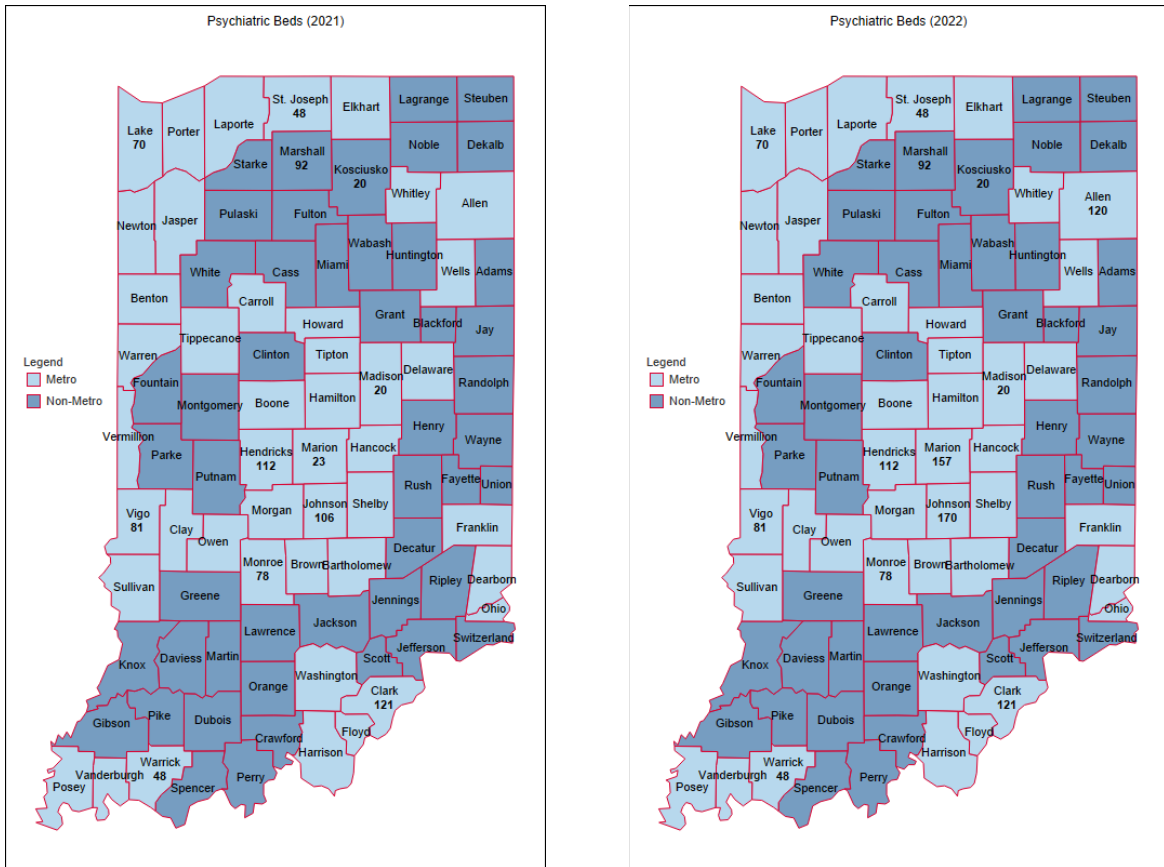 Psychiatric Beds (2021)
St. Joseph
48
Elkhart
Lagrange
Steuben
Lake
70
Porter
Laporte
Starke
Marshall
92
Kosciusko
20
Noble
Dekalb
Newton
Jasper
Pulaski
Fulton
Whitley
Allen
White
Cass
Miami
Wabash
Huntington
Wells
Adams
Benton
Carroll
Howard
Grant
Blackford
Jay
Tippecanoe
Warren
Clinton
Tipton
Madison
20
Delaware
Randolph
Legend
Metro
Non-Metro
Fountain
Montgomery
Boone
Hamilton
Henry
Wayne
Vermillion
Parke
Putnam
Hendricks
112
Marion
23
Hancock
Rush
Fayette
Union
Vigo
81
Clay
Owen
Morgan
Johnson
106
Shelby
Franklin
Decatur
Sullivan
Greene
Monroe
78
Brown
Bartholomew
Jennings
Ripley
Dearborn
Ohio
Knox
Daviess
Martin
Lawrence
Jackson
Scott
Jefferson
Switzerland
Washington
Orange
Clark
121
Gibson
Pike
Dubois
Crawford
Floyd
Harrison
Posey
Vanderburgh
Warrick
48
Spencer
Perry
Psychiatric Beds (2022)
St. Joseph
48
Elkhart
Lagrange
Steuben
Lake
70
Porter
Laporte
Starke
Marshall
92
Kosciusko
20
Noble
Dekalb
Newton
Jasper
Pulaski
Fulton
Whitley
Allen
120
White
Cass
Miami
Wabash
Huntington
Wells
Adams
Benton
Carroll
Howard
Grant
Blackford
Jay
Tippecanoe
Warren
Clinton
Tipton
Madison
20
Delaware
Randolph
Legend
Metro
Non-Metro
Fountain
Montgomery
Boone
Hamilton
Henry
Wayne
Vermillion
Parke
Putnam
Hendricks
112
Marion
157
Hancock
Rush
Fayette
Union
Vigo
81
Clay
Owen
Morgan
Johnson
170
Shelby
Franklin
Decatur
Sullivan
Greene
Monroe
78
Brown
Bartholomew
Jennings
Ripley
Dearborn
Ohio
Knox
Daviess
Martin
Lawrence
Jackson
Scott
Jefferson
Switzerland
Washington
Orange
Clark
121
Gibson
Pike
Dubois
Crawford
Floyd
Harrison
Posey
Vanderburgh
Warrick
48
Spencer
Perry